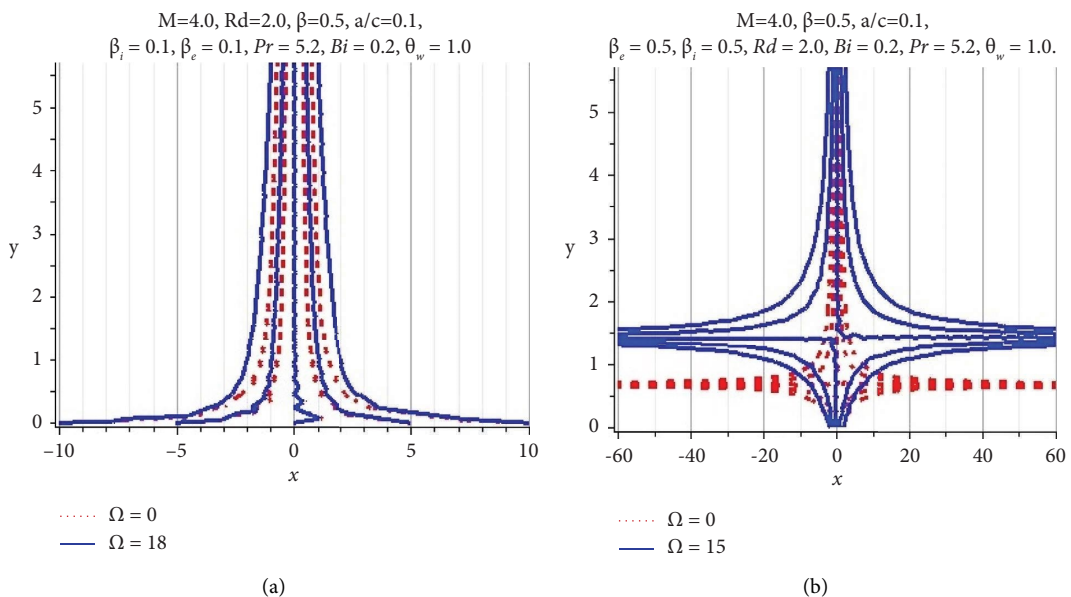 M=4.0, Rd=2.0, β=0.5, a/c=0.1,
βᵢ = 0.1, βₑ = 0.1, Pr = 5.2, Bi = 0.2, θ_w = 1.0
5
4
3
y
2
1
0
−10
−5
0
5
10
x
Ω = 0
Ω = 18
(a)
M=4.0, β=0.5, a/c=0.1,
βₑ = 0.5, βᵢ = 0.5, Rd = 2.0, Bi = 0.2, Pr = 5.2, θ_w = 1.0.
5
4
3
y
2
1
0
-60
-40
-20
0
20
40
60
x
Ω = 0
Ω = 15
(b)